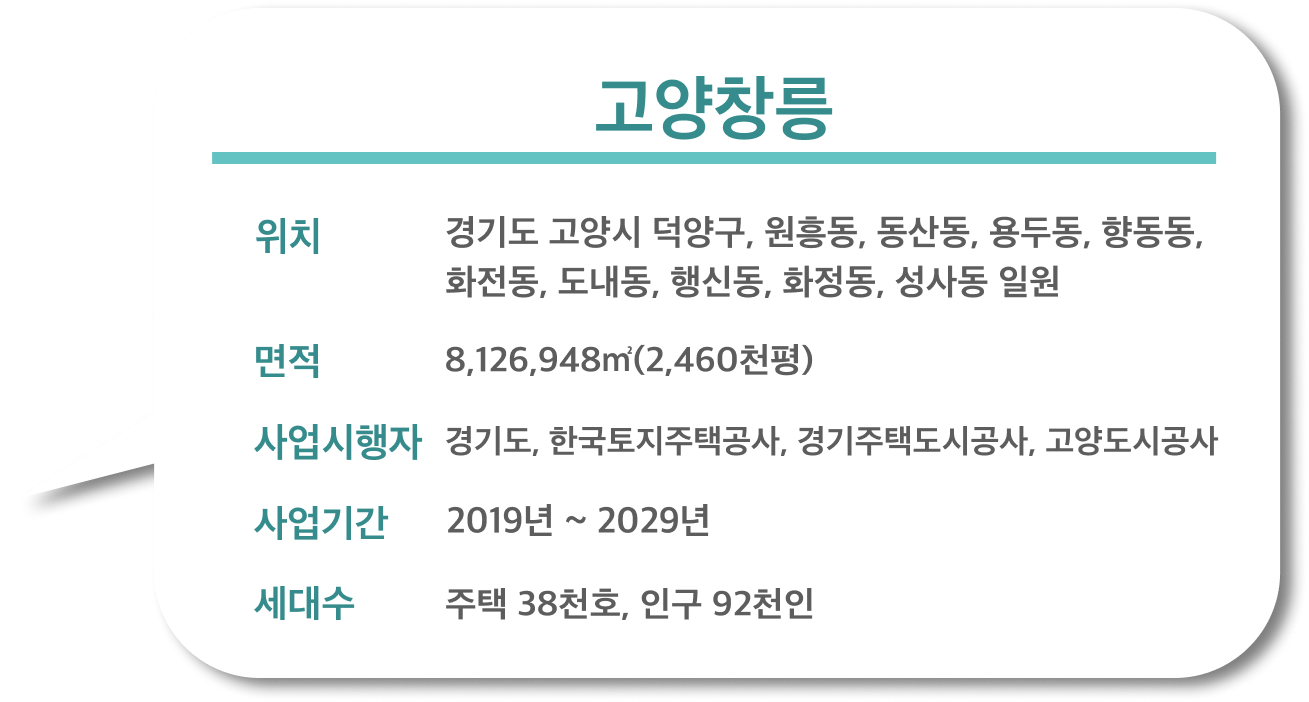 고양창릉
위치 경기도 고양시 덕양구, 원흥동, 동산동, 용두동, 향동동,
화전동, 도내동, 행신동, 화정동, 성사동 일원
면적 8,126,948㎡(2,460천평)
사업시행자 경기도, 한국토지주택공사, 경기주택도시공사, 고양도시공사
사업기간 2019년 ~ 2029년
세대수 주택 38천호, 인구 92천인